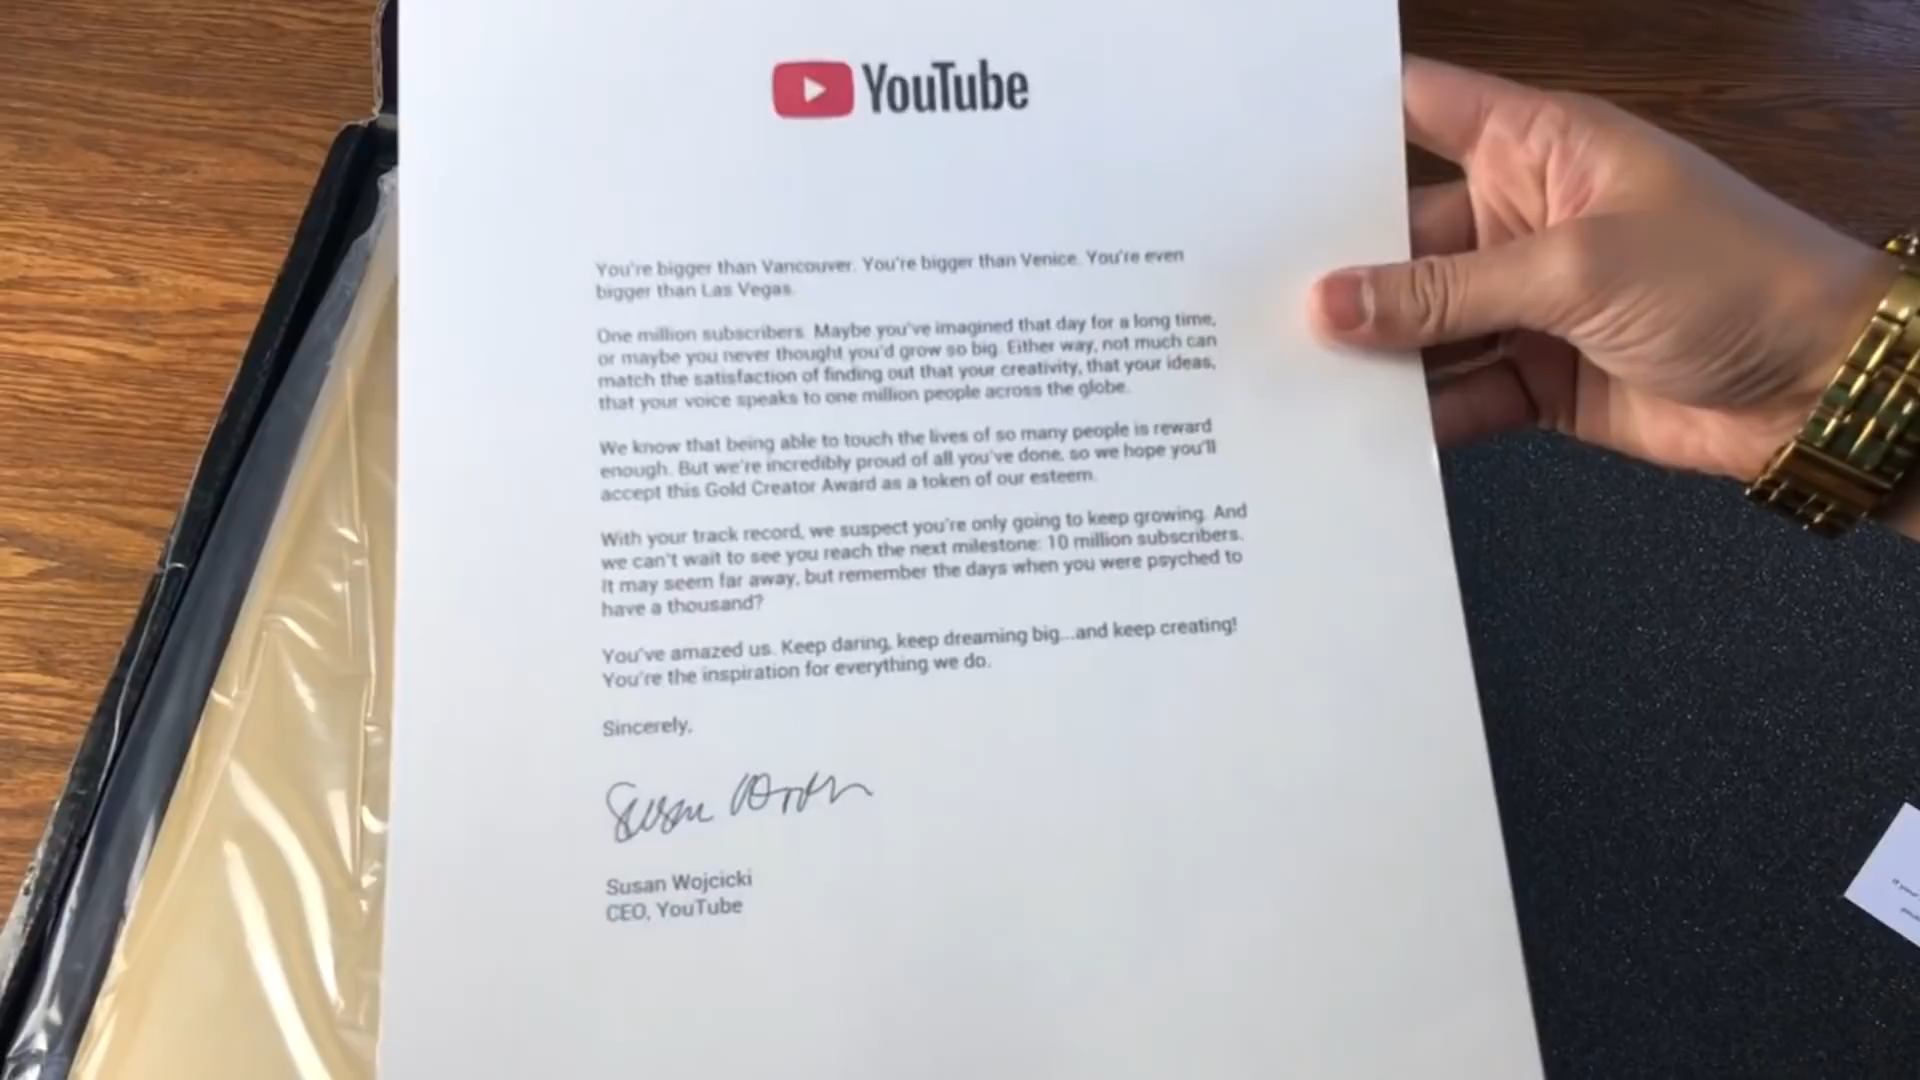 YouTube
You're bigger than Vancouver. You're bigger than Venice. You're even
bigger than Las Vegas.
One million subscribers. Maybe you've imagined that day for a long time,
or maybe you never thought you'd grow so big. Either way, not much can
match the satisfaction of finding out that your creativity, that your ideas,
that your voice speaks to one million people across the globe.
We know that being able to touch the lives of so many people is reward
enough. But we're incredibly proud of all you've done, so we hope you'll
accept this Gold Creator Award as a token of our esteem.
With your track record, we suspect you're only going to keep growing. And
we can't wait to see you reach the next milestone: 10 million subscribers.
It may seem far away, but remember the days when you were psyched to
have a thousand?
You've amazed us. Keep daring, keep dreaming big...and keep creating!
You're the inspiration for everything we do.
Sincerely,
Susan Wojcicki
CEO, YouTube